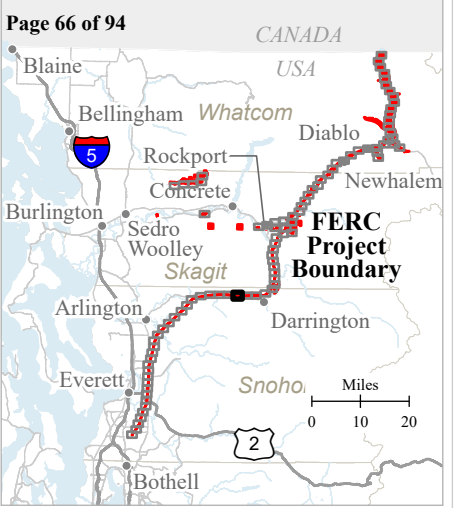 Page 66 of 94
CANADA
USA
Blaine
Bellingham
Whatcom
Diablo
5
Rockport
Newhalem
Concrete
Burlington
Sedro
Woolley
FERC
Project
Boundary
Skagit
Arlington
Darrington
Everett
Snoho
Miles
0 10 20
2
Bothell